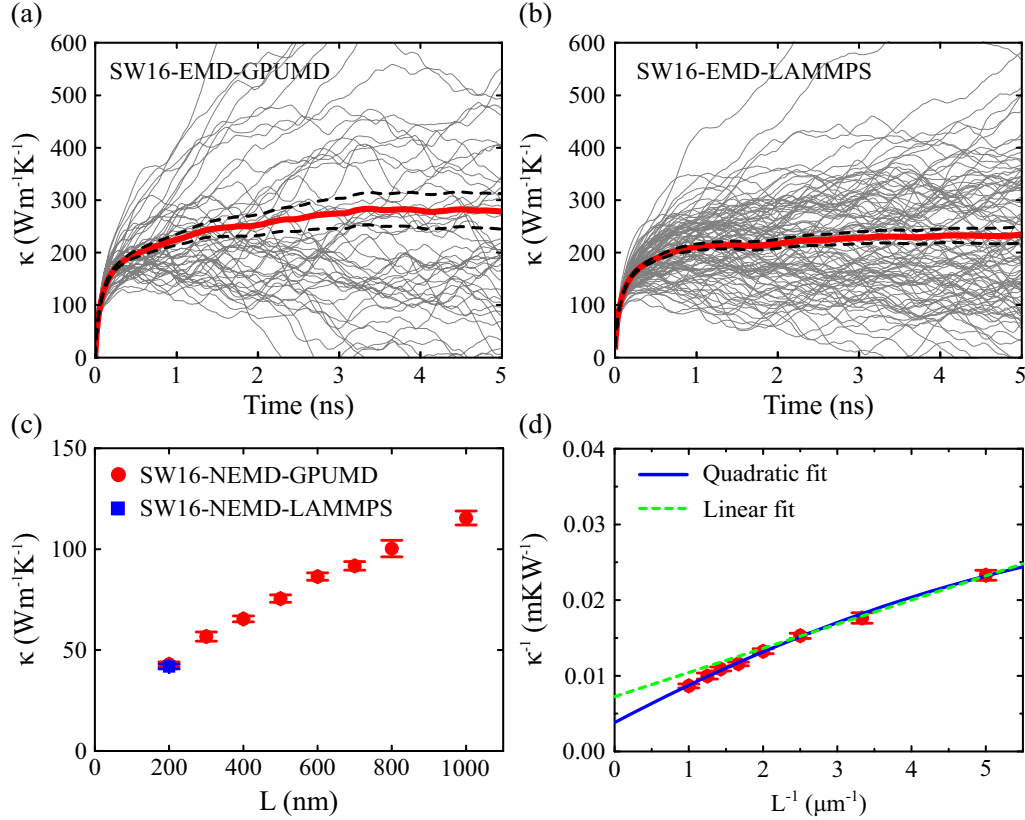 (a)
600
500
400
300
200
100
0
κ (Wm⁻¹K⁻¹)
SW16-EMD-GPUMD
0 1 2 3 4 5
Time (ns)
(b)
600
500
400
300
200
100
0
κ (Wm⁻¹K⁻¹)
SW16-EMD-LAMMPS
0 1 2 3 4 5
Time (ns)
(c)
150
100
50
0
κ (Wm⁻¹K⁻¹)
SW16-NEMD-GPUMD
SW16-NEMD-LAMMPS
0 200 400 600 800 1000
L (nm)
(d)
0.04
0.03
0.02
0.01
0.00
κ⁻¹ (mKW⁻¹)
Quadratic fit
Linear fit
0 1 2 3 4 5
L⁻¹ (μm⁻¹)